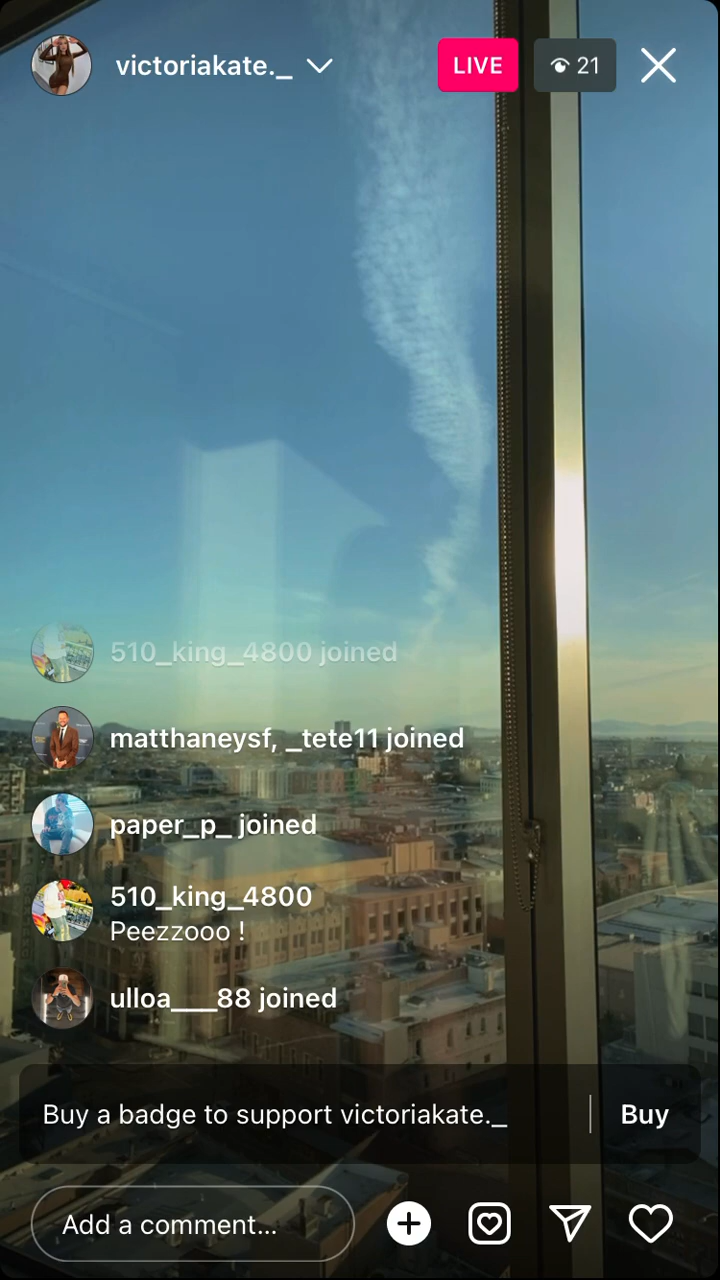 victoriakate._
LIVE
21
510_king_4800 joined
matthaneysf, _tete11 joined
paper_p_ joined
510_king_4800
Peezzooo !
ulloa___88 joined
Buy a badge to support victoriakate._
Buy
Add a comment...